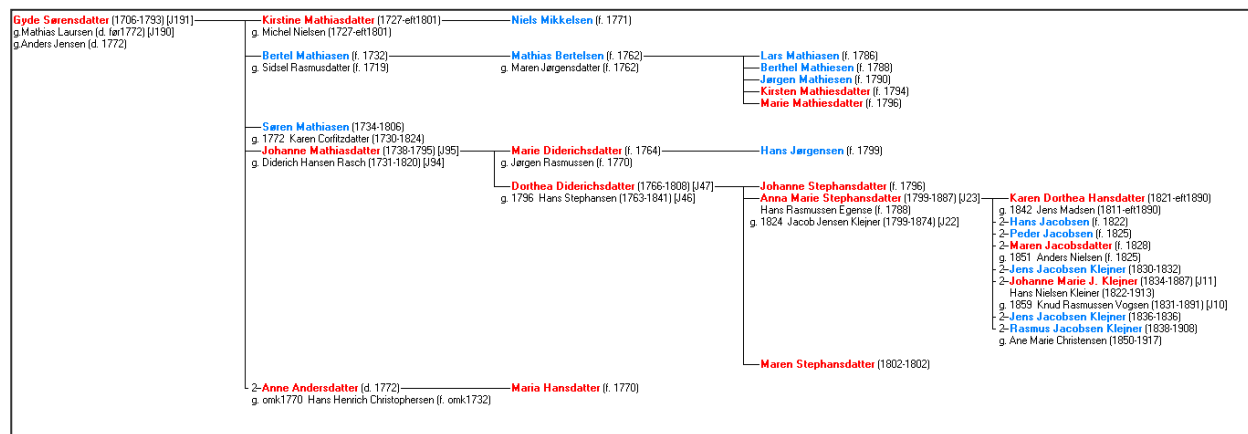 Gyde Sørensdatter (1706-1793) [J191]
g.Mathias Laursen (d. før1772) [J190]
g.Anders Jensen (d. 1772)
Kirstine Mathiasdatter (1727-eft1801)
g. Michel Nielsen (1727-eft1801)
Niels Mikkelsen (f. 1771)
Bertel Mathiasen (f. 1732)
g. Sidsel Rasmusdatter (f. 1719)
Mathias Bertelsen (f. 1762)
g. Maren Jørgensdatter (f. 1762)
Lars Mathiasen (f. 1786)
Berthel Mathiesen (f. 1788)
Jørgen Mathiesen (f. 1790)
Kirsten Mathiesdatter (f. 1794)
Marie Mathiesdatter (f. 1796)
Søren Mathiasen (1734-1806)
g. 1772 Karen Corfitzdatter (1730-1824)
Johanne Mathiasdatter (1738-1795) [J95]
g. Diderich Hansen Rasch (1731-1820) [J94]
Marie Diderichsdatter (f. 1764)
g. Jørgen Rasmussen (f. 1770)
Hans Jørgensen (f. 1799)
Dorthea Diderichsdatter (1766-1808) [J47]
g. 1796 Hans Stephansen (1763-1841) [J46]
Johanne Stephansdatter (f. 1796)
Anna Marie Stephansdatter (1799-1887) [J23]
Hans Rasmussen Egense (f. 1788)
g. 1824 Jacob Jensen Klejner (1799-1874) [J22]
Karen Dorthea Hansdatter (1821-eft1890)
g. 1842 Jens Madsen (1811-eft1890)
2 Hans Jacobsen (f. 1822)
2 Peder Jacobsen (f. 1825)
2 Maren Jacobsdatter (f. 1828)
g. 1851 Anders Nielsen (f. 1825)
2 Jens Jacobsen Klejner (1830-1832)
2 Johanne Marie J. Klejner (1834-1887) [J11]
Hans Nielsen Kleiner (1822-1913)
g. 1859 Knud Rasmussen Vogsen (1831-1891) [J10]
2 Jens Jacobsen Klejner (1836-1836)
2 Rasmus Jacobsen Klejner (1838-1908)
g. Ane Marie Christensen (1850-1917)
Maren Stephansdatter (1802-1802)
2 Anne Andersdatter (d. 1772)
g. omk1770 Hans Henrich Christophersen (f. omk1732)
Maria Hansdatter (f. 1770)